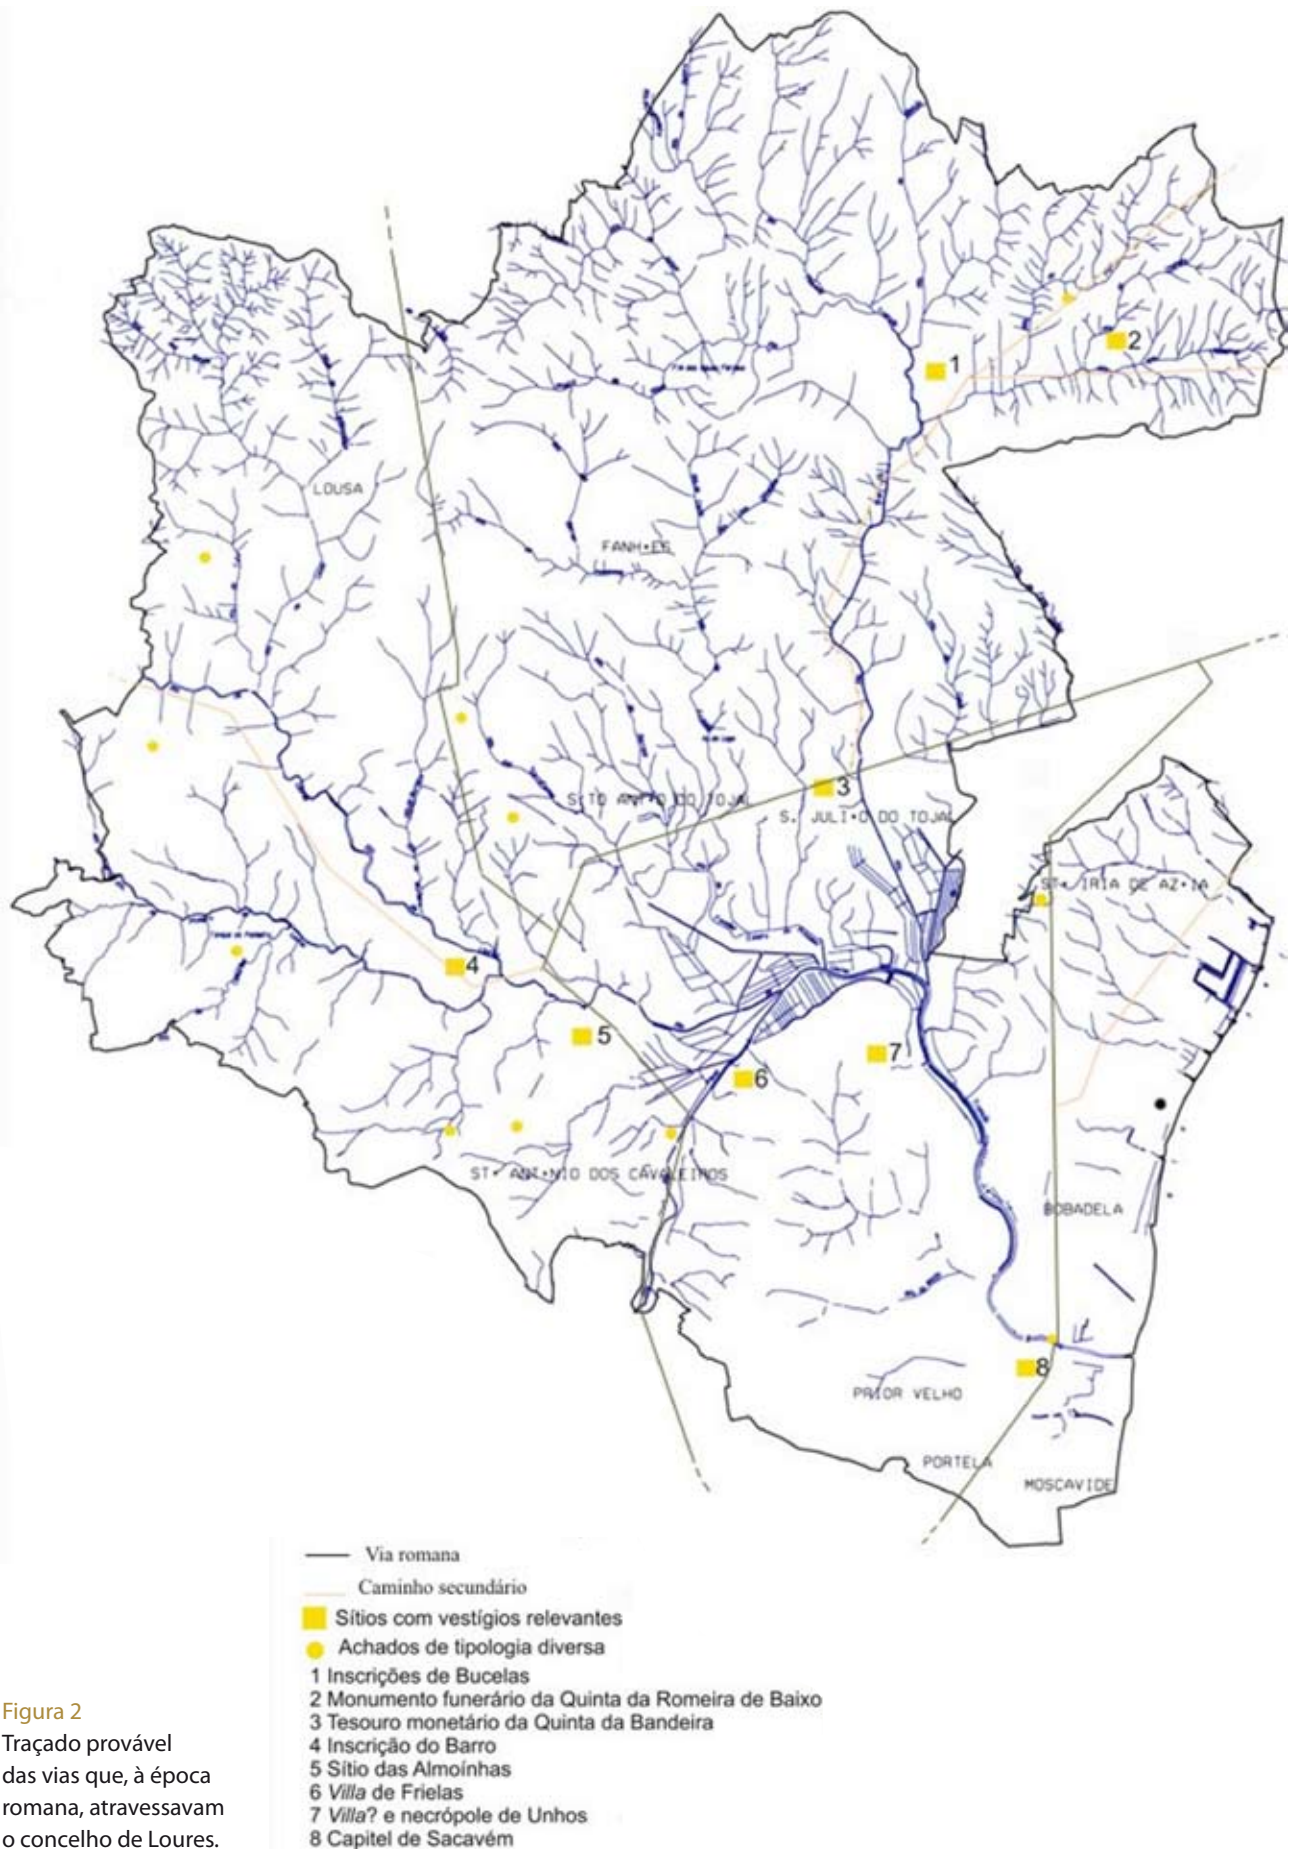 1
2
LOUSA
FANH•ES
3
S•TO ANT•O DO TOJAL
S. JULI•O DO TOJAL
ST• IRIA DE AZ•IA
4
5
6
7
ST• ANT•NIO DOS CAVALEIROS
BOBADELA
8
PRIOR VELHO
PORTELA
MOSCAVIDE
Via romana
Caminho secundário
Sítios com vestígios relevantes
Achados de tipologia diversa
1 Inscrições de Bucelas
2 Monumento funerário da Quinta da Romeira de Baixo
3 Tesouro monetário da Quinta da Bandeira
4 Inscrição do Barro
5 Sítio das Almoínhas
6 Villa de Frielas
7 Villa? e necrópole de Unhos
8 Capitel de Sacavém
Figura 2
Traçado provável
das vias que, à época
romana, atravessavam
o concelho de Loures.